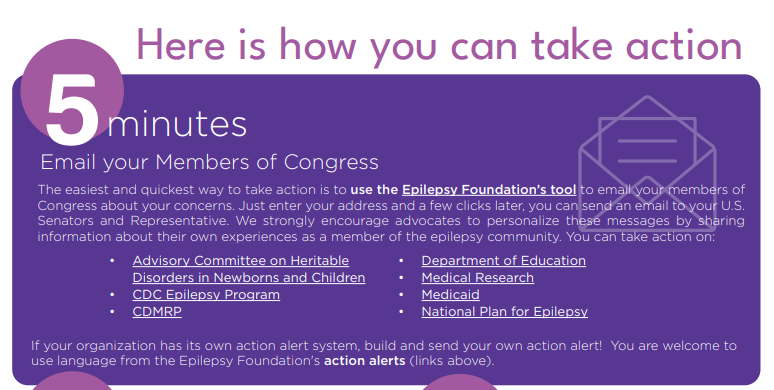 Here is how you can take action
5 minutes
Email your Members of Congress
The easiest and quickest way to take action is to use the Epilepsy Foundation's tool to email your members of
Congress about your concerns. Just enter your address and a few clicks later, you can send an email to your U.S.
Senators and Representative. We strongly encourage advocates to personalize these messages by sharing
information about their own experiences as a member of the epilepsy community. You can take action on:
• Advisory Committee on Heritable
Disorders in Newborns and Children
• CDC Epilepsy Program
• CDMRP
• Department of Education
• Medical Research
• Medicaid
• National Plan for Epilepsy
If your organization has its own action alert system, build and send your own action alert! You are welcome to
use language from the Epilepsy Foundation's action alerts (links above).